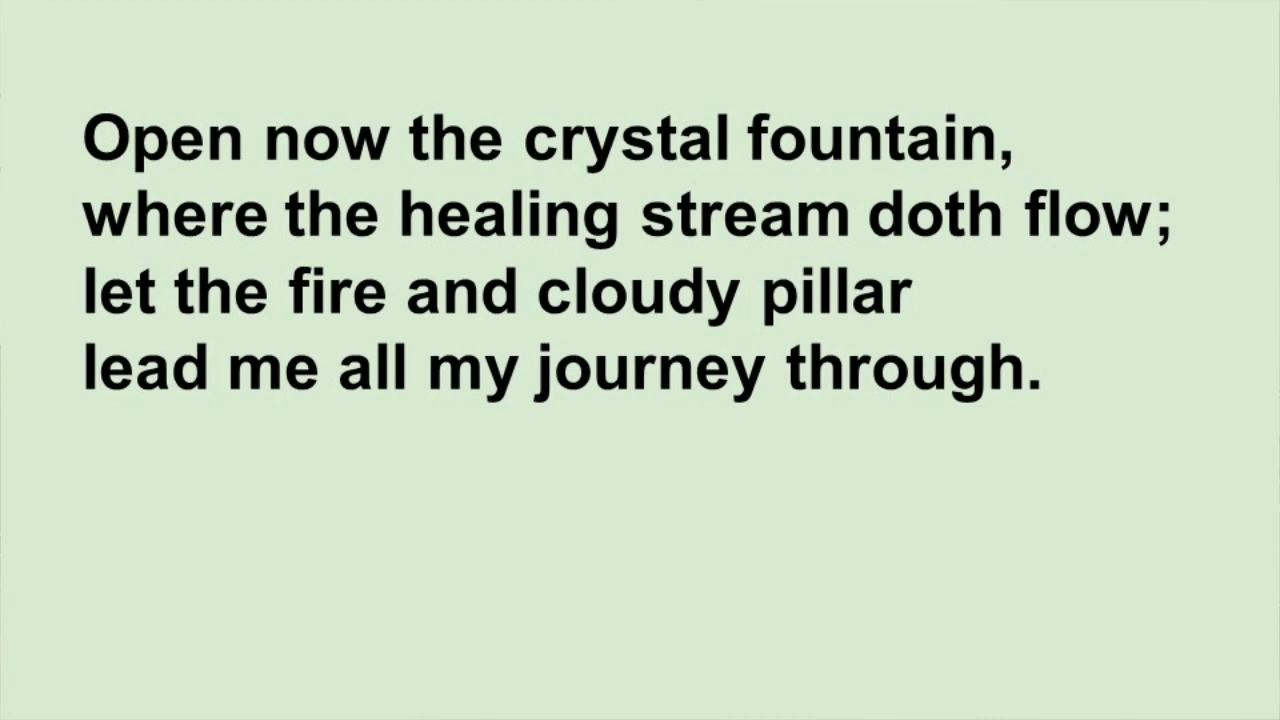 Open now the crystal fountain,
where the healing stream doth flow;
let the fire and cloudy pillar
lead me all my journey through.